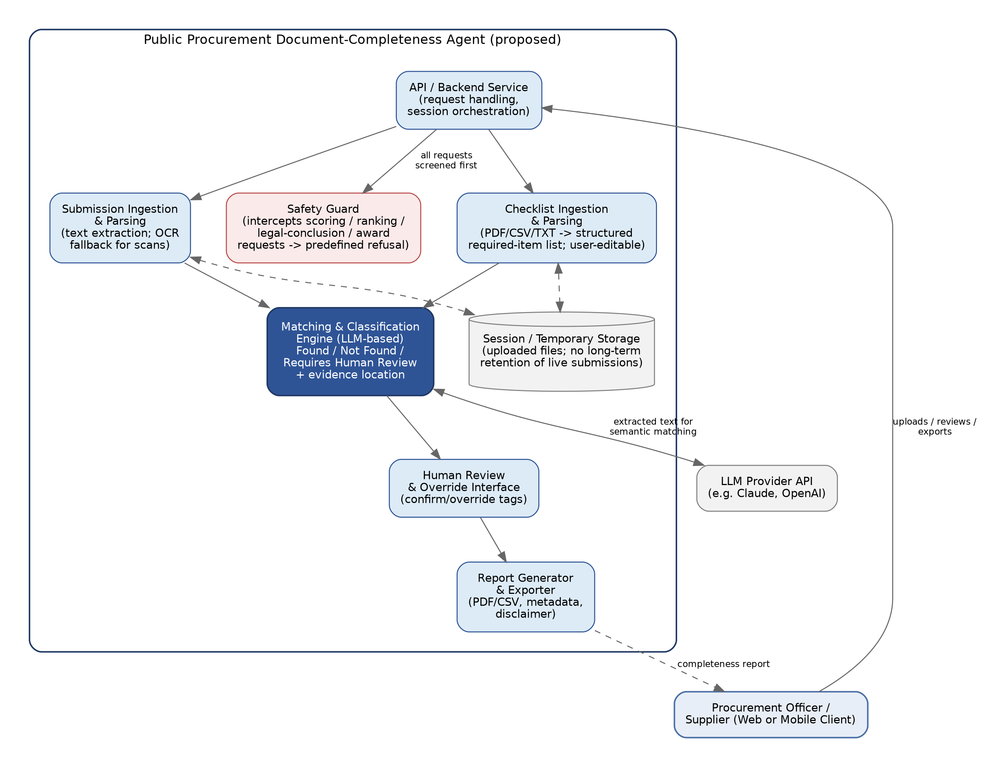 Public Procurement Document-Completeness Agent (proposed)
API / Backend Service
(request handling,
session orchestration)
all requests
screened first
Submission Ingestion
& Parsing
(text extraction; OCR
fallback for scans)
Safety Guard
(intercepts scoring / ranking /
legal-conclusion / award
requests -> predefined refusal)
Checklist Ingestion
& Parsing
(PDF/CSV/TXT -> structured
required-item list; user-editable)
Matching & Classification
Engine (LLM-based)
Found / Not Found /
Requires Human Review
+ evidence location
Session / Temporary Storage
(uploaded files; no long-term
retention of live submissions)
extracted text for
semantic matching
uploads / reviews /
exports
Human Review
& Override Interface
(confirm/override tags)
LLM Provider API
(e.g. Claude, OpenAI)
Report Generator
& Exporter
(PDF/CSV, metadata,
disclaimer)
completeness report
Procurement Officer /
Supplier (Web or Mobile Client)